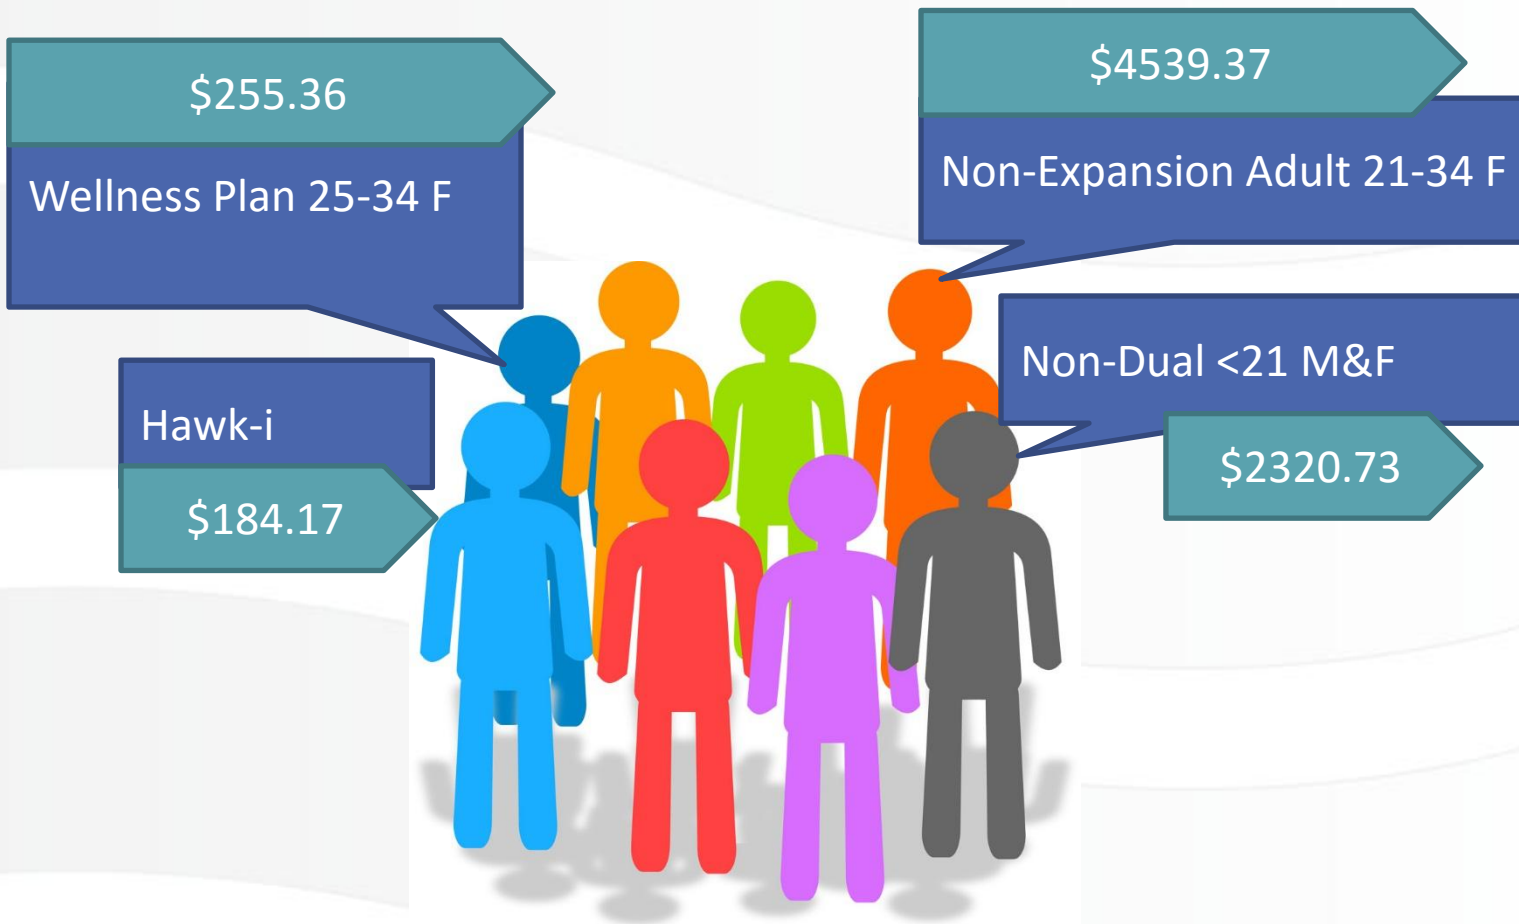 $255.36
Wellness Plan 25-34 F
$4539.37
Non-Expansion Adult 21-34 F
Hawk-i
$184.17
Non-Dual <21 M&F
$2320.73